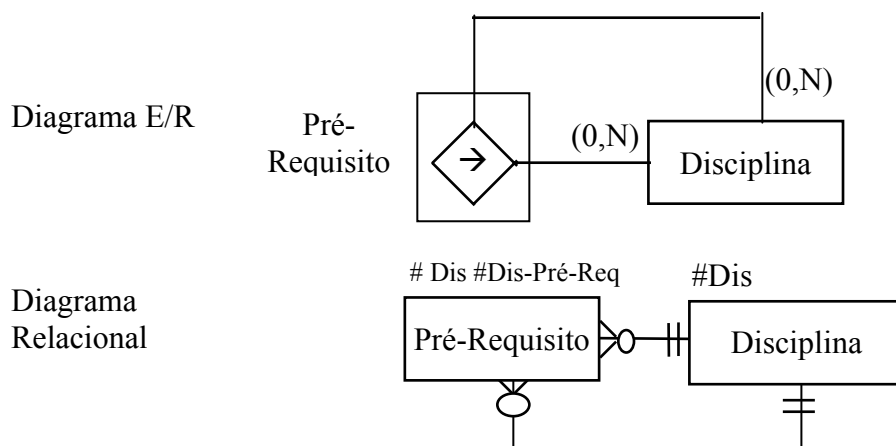 (0,N)
Diagrama E/R
Pré-
Requisito
(0,N)
→
Disciplina
# Dis #Dis-Pré-Req
#Dis
Diagrama
Relacional
Pré-Requisito
Disciplina